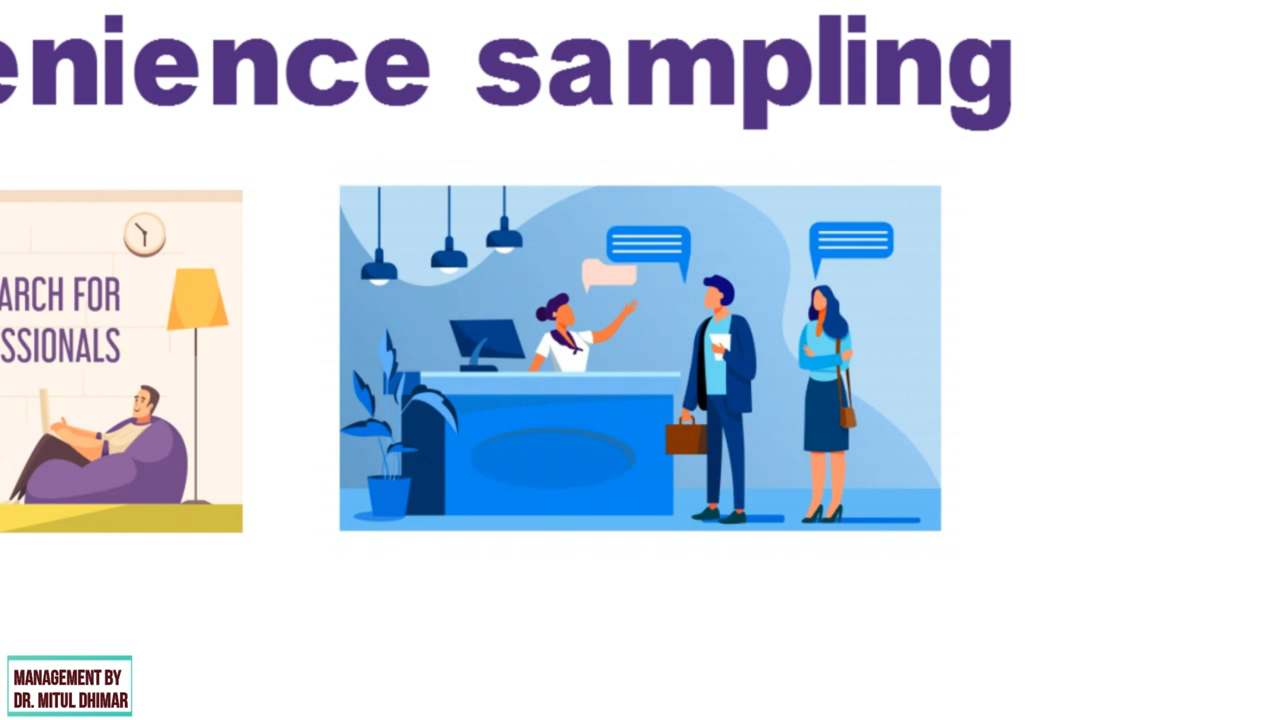 enience sampling
ARCH FOR
SSIONALS
MANAGEMENT BY
DR. MITUL DHIMAR